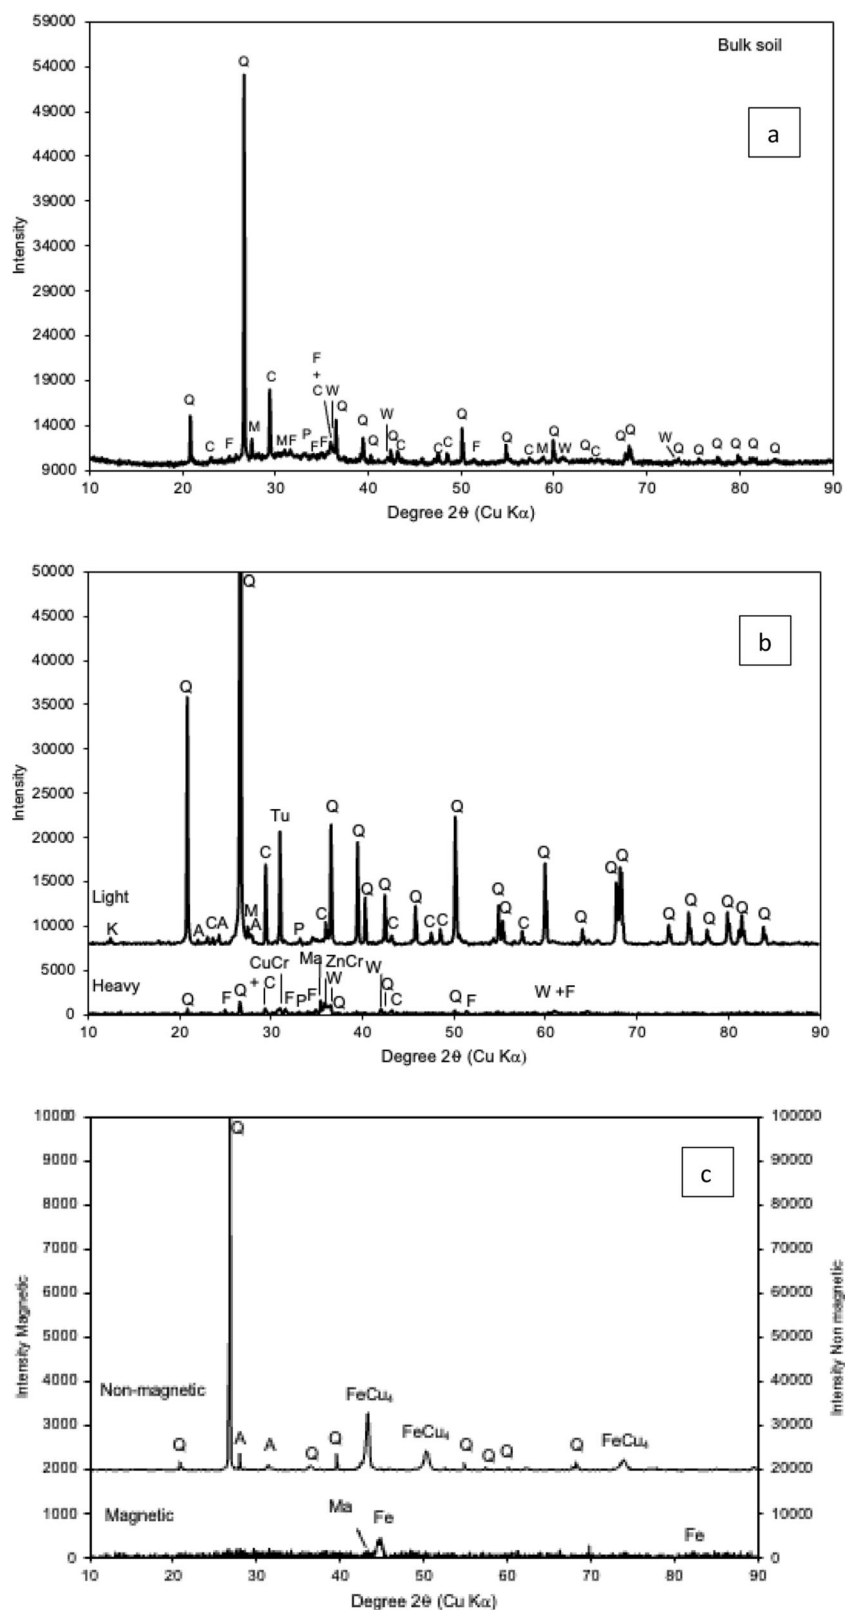 59000
54000
49000
44000
39000
34000
29000
24000
19000
14000
9000
Intensity
Bulk soil
a
Q
Q
C
F
M
C
M
F
P
F
F
F
+
C
W
Q
Q
Q
W
Q
C
C
C
Q
F
Q
C
M
Q
W
Q
C
Q
Q
W
Q
Q
Q
Q
Q
Q
10 20 30 40 50 60 70 80 90
Degree 2θ (Cu Kα)
50000
45000
40000
35000
30000
25000
20000
15000
10000
5000
0
Intensity
b
Light
K
Q
A
C
A
Q
M
A
C
Tu
P
C
Q
Q
Q
Q
C
Q
C
C
Q
Q
Q
C
Q
Q
Q
Q
Q
Q
Q
Q
Q
Q
Heavy
Q
F
Q
+
C
CuCr
F
P
F
Ma
ZnCr
W
Q
W
Q
C
Q
F
W +F
10 20 30 40 50 60 70 80 90
Degree 2θ (Cu Kα)
10000
9000
8000
7000
6000
5000
4000
3000
2000
1000
0
Intensity Magnetic
100000
90000
80000
70000
60000
50000
40000
30000
20000
10000
0
Intensity Non magnetic
c
Non-magnetic
Q
Q
A
A
Q
Q
FeCu₄
FeCu₄
Q
Q
Q
Q
FeCu₄
Magnetic
Ma
Fe
Fe
10 20 30 40 50 60 70 80 90
Degree 2θ (Cu Kα)